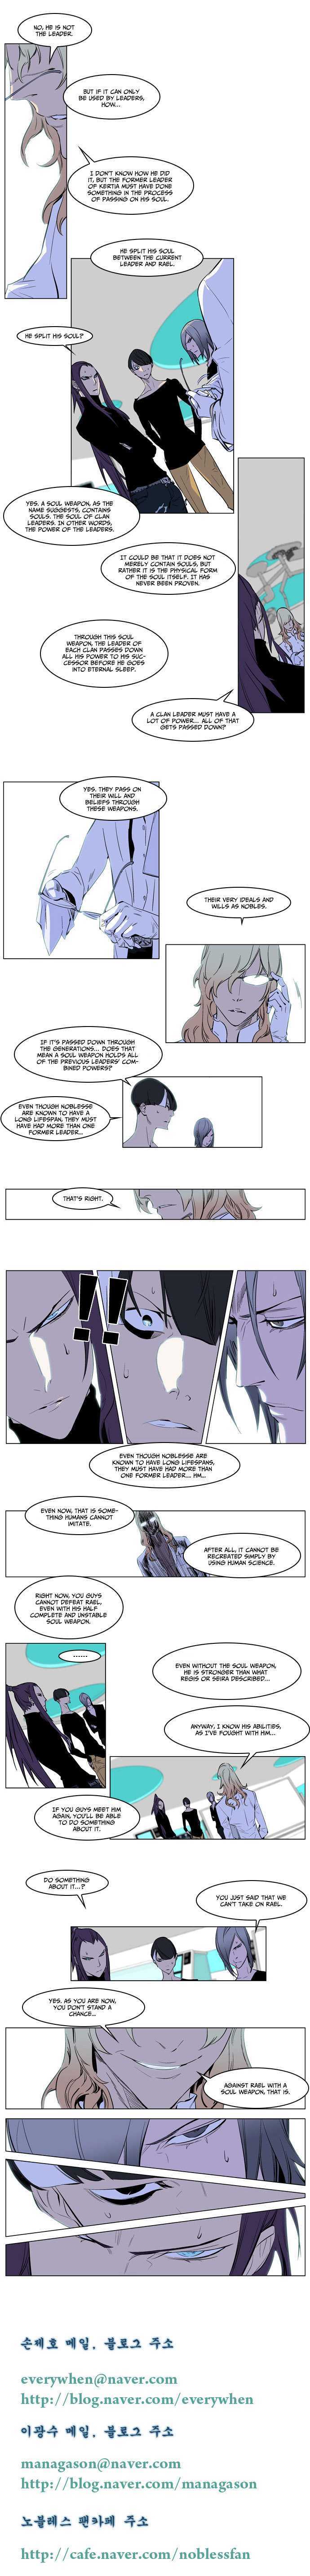 NO, HE IS NOT
THE LEADER.
BUT IF IT CAN ONLY
BE USED BY LEADERS,
HOW...
I DON'T KNOW HOW HE DID
IT, BUT THE FORMER LEADER
OF KERTIA MUST HAVE DONE
SOMETHING IN THE PROCESS
OF PASSING ON HIS SOUL.
HE SPLIT HIS SOUL
BETWEEN THE CURRENT
LEADER AND RAEL.
HE SPLIT HIS SOUL?
YES. A SOUL WEAPON, AS THE
NAME SUGGESTS, CONTAINS
SOULS. THE SOUL OF CLAN
LEADERS. IN OTHER WORDS,
THE POWER OF THE LEADERS.
IT COULD BE THAT IT DOES NOT
MERELY CONTAIN SOULS, BUT
RATHER IT IS THE PHYSICAL FORM
OF THE SOUL ITSELF. IT HAS
NEVER BEEN PROVEN.
THROUGH THIS SOUL
WEAPON, THE LEADER OF
EACH CLAN PASSES DOWN
ALL HIS POWER TO HIS SUC-
CESSOR BEFORE HE GOES
INTO ETERNAL SLEEP.
A CLAN LEADER MUST HAVE A
LOT OF POWER... ALL OF THAT
GETS PASSED DOWN?
YES. THEY PASS ON
THEIR WILL AND
BELIEFS THROUGH
THESE WEAPONS.
THEIR VERY IDEALS AND
WILLS AS NOBLES.
IF IT'S PASSED DOWN THROUGH
THE GENERATIONS... DOES THAT
MEAN A SOUL WEAPON HOLDS ALL
OF THE PREVIOUS LEADERS' COM-
BINED POWERS?
EVEN THOUGH NOBLESSE
ARE KNOWN TO HAVE A
LONG LIFESPAN, THEY MUST
HAVE HAD MORE THAN ONE
FORMER LEADER...
THAT'S RIGHT.
!!
EVEN THOUGH NOBLESSE ARE
KNOWN TO HAVE LONG LIFESPANS,
THEY MUST HAVE HAD MORE THAN
ONE FORMER LEADER... HM...
EVEN NOW, THAT IS SOME-
THING HUMANS CANNOT
IMITATE.
AFTER ALL, IT CANNOT BE
RECREATED SIMPLY BY
USING HUMAN SCIENCE.
RIGHT NOW, YOU GUYS
CANNOT DEFEAT RAEL,
EVEN WITH HIS HALF
COMPLETE AND UNSTABLE
SOUL WEAPON.
......
EVEN WITHOUT THE SOUL WEAPON,
HE IS STRONGER THAN WHAT
REGIS OR SEIRA DESCRIBED...
ANYWAY, I KNOW HIS ABILITIES,
AS I'VE FOUGHT WITH HIM...
IF YOU GUYS MEET HIM
AGAIN, YOU'LL BE ABLE
TO DO SOMETHING
ABOUT IT.
DO SOMETHING
ABOUT IT...?
YOU JUST SAID THAT WE
CAN'T TAKE ON RAEL.
YES. AS YOU ARE NOW,
YOU DON'T STAND A
CHANCE...
AGAINST RAEL WITH A
SOUL WEAPON, THAT IS.
손제호 메일, 블로그 주소
everywhen@naver.com
http://blog.naver.com/everywhen
이광수 메일, 블로그 주소
managason@naver.com
http://blog.naver.com/managason
노블레스 팬카페 주소
http://cafe.naver.com/noblessfan